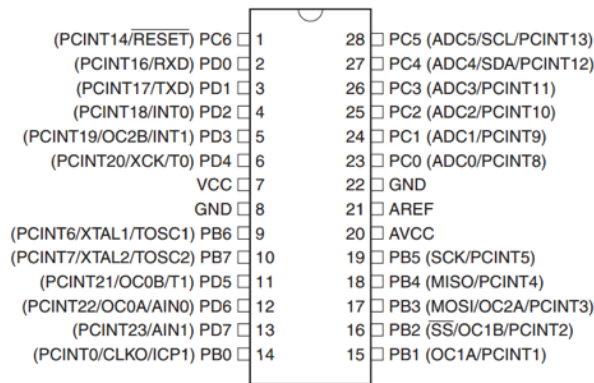 (PCINT14/RESET) PC6 1 28 PC5 (ADC5/SCL/PCINT13)
(PCINT16/RXD) PD0 2 27 PC4 (ADC4/SDA/PCINT12)
(PCINT17/TXD) PD1 3 26 PC3 (ADC3/PCINT11)
(PCINT18/INT0) PD2 4 25 PC2 (ADC2/PCINT10)
(PCINT19/OC2B/INT1) PD3 5 24 PC1 (ADC1/PCINT9)
(PCINT20/XCK/T0) PD4 6 23 PC0 (ADC0/PCINT8)
VCC 7 22 GND
GND 8 21 AREF
(PCINT6/XTAL1/TOSC1) PB6 9 20 AVCC
(PCINT7/XTAL2/TOSC2) PB7 10 19 PB5 (SCK/PCINT5)
(PCINT21/OC0B/T1) PD5 11 18 PB4 (MISO/PCINT4)
(PCINT22/OC0A/AIN0) PD6 12 17 PB3 (MOSI/OC2A/PCINT3)
(PCINT23/AIN1) PD7 13 16 PB2 (SS/OC1B/PCINT2)
(PCINT0/CLKO/ICP1) PB0 14 15 PB1 (OC1A/PCINT1)